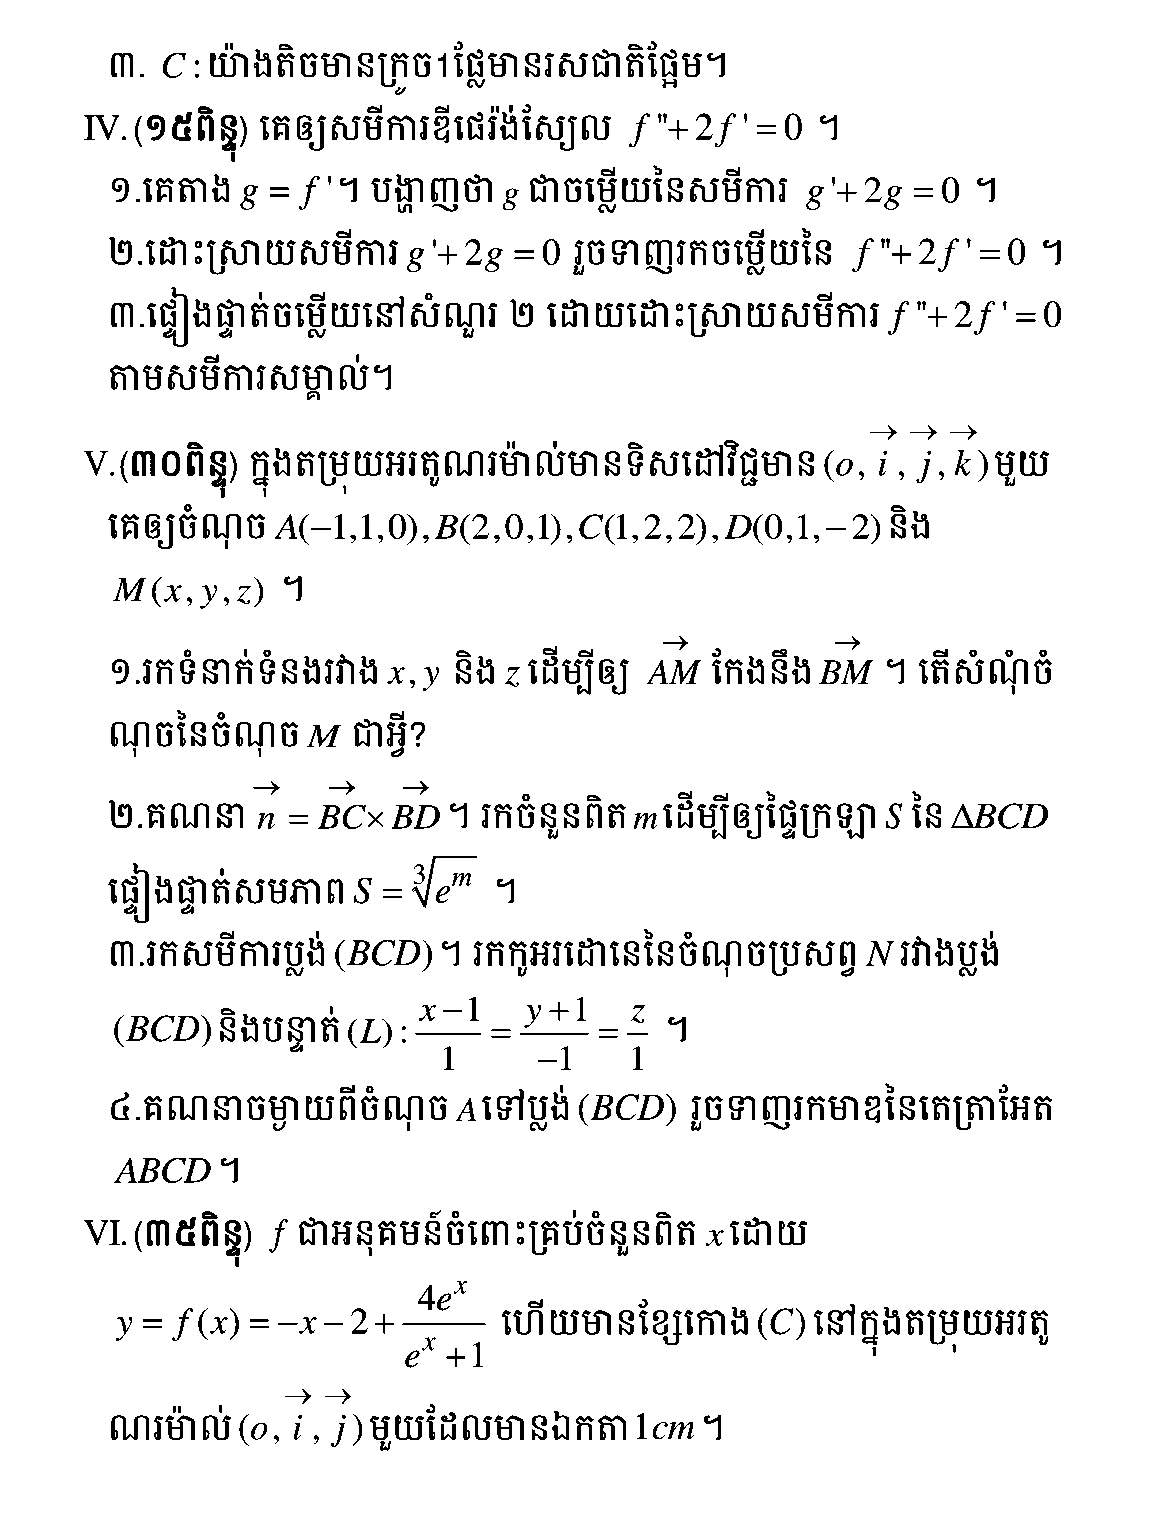 ៣. C : យ៉ាងតិចមានក្រូច1ផ្លែមានរសជាតិផ្អែម។
IV. (១៥ពិន្ទុ) គេឲ្យសមីការឌីផេរ៉ង់ស្យែល f ''+ 2f ' = 0 ។
១.គេតាង g = f '។ បង្ហាញថា g ជាចម្លើយនៃសមីការ g '+ 2g = 0 ។
២.ដោះស្រាយសមីការ g '+ 2g = 0 រួចទាញរកចម្លើយនៃ f ''+ 2f ' = 0 ។
៣.ផ្ទៀងផ្ទាត់ចម្លើយនៅសំណួរ ២ ដោយដោះស្រាយសមីការ f ''+ 2f ' = 0
តាមសមីការសម្គាល់។
V. (៣០ពិន្ទុ) ក្នុងតម្រុយអរតូណរម៉ាល់មានទិសដៅវិជ្ជមាន (o, i→, j→, k→) មួយ
គេឲ្យចំណុច A(−1,1,0), B(2,0,1), C(1,2,2), D(0,1,−2) និង
M(x, y, z) ។
១.រកទំនាក់ទំនងរវាង x, y និង z ដើម្បីឲ្យ AM→ កែងនឹង BM→ ។ តើសំណុំចំ
ណុចនៃចំណុច M ជាអ្វី?
២.គណនា n→ = BC→ × BD→ ។ រកចំនួនពិត m ដើម្បីឲ្យផ្ទៃក្រឡា S នៃ ΔBCD
ផ្ទៀងផ្ទាត់សមភាព S = ∛(e^m) ។
៣.រកសមីការប្លង់ (BCD) ។ រកកូអរដោនេនៃចំណុចប្រសព្វ N រវាងប្លង់
(BCD) និងបន្ទាត់ (L) : (x − 1)/1 = (y + 1)/−1 = z/1 ។
៤.គណនាចម្ងាយពីចំណុច A ទៅប្លង់ (BCD) រួចទាញរកមាឌនៃតេត្រាអែត
ABCD ។
VI. (៣៥ពិន្ទុ) f ជាអនុគមន៍ចំពោះគ្រប់ចំនួនពិត x ដោយ
y = f(x) = −x − 2 + 4e^x/(e^x + 1) ហើយមានខ្សែកោង (C) នៅក្នុងតម្រុយអរតូ
ណរម៉ាល់ (o, i→, j→) មួយដែលមានឯកតា 1cm ។